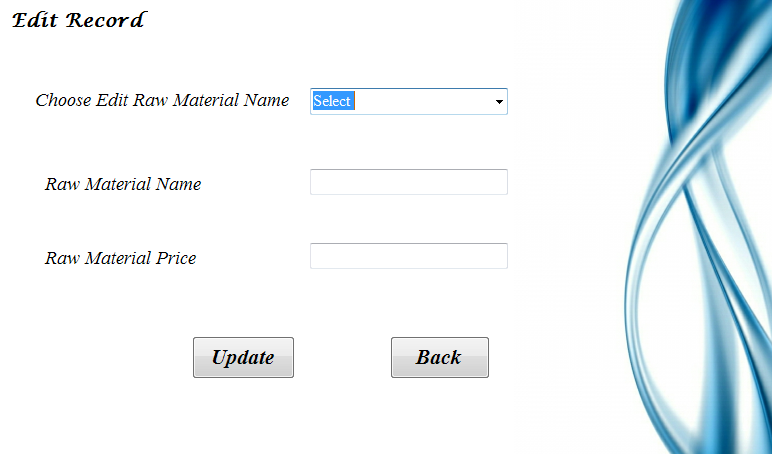 Edit Record
Choose Edit Raw Material Name Select
Raw Material Name
Raw Material Price
Update Back